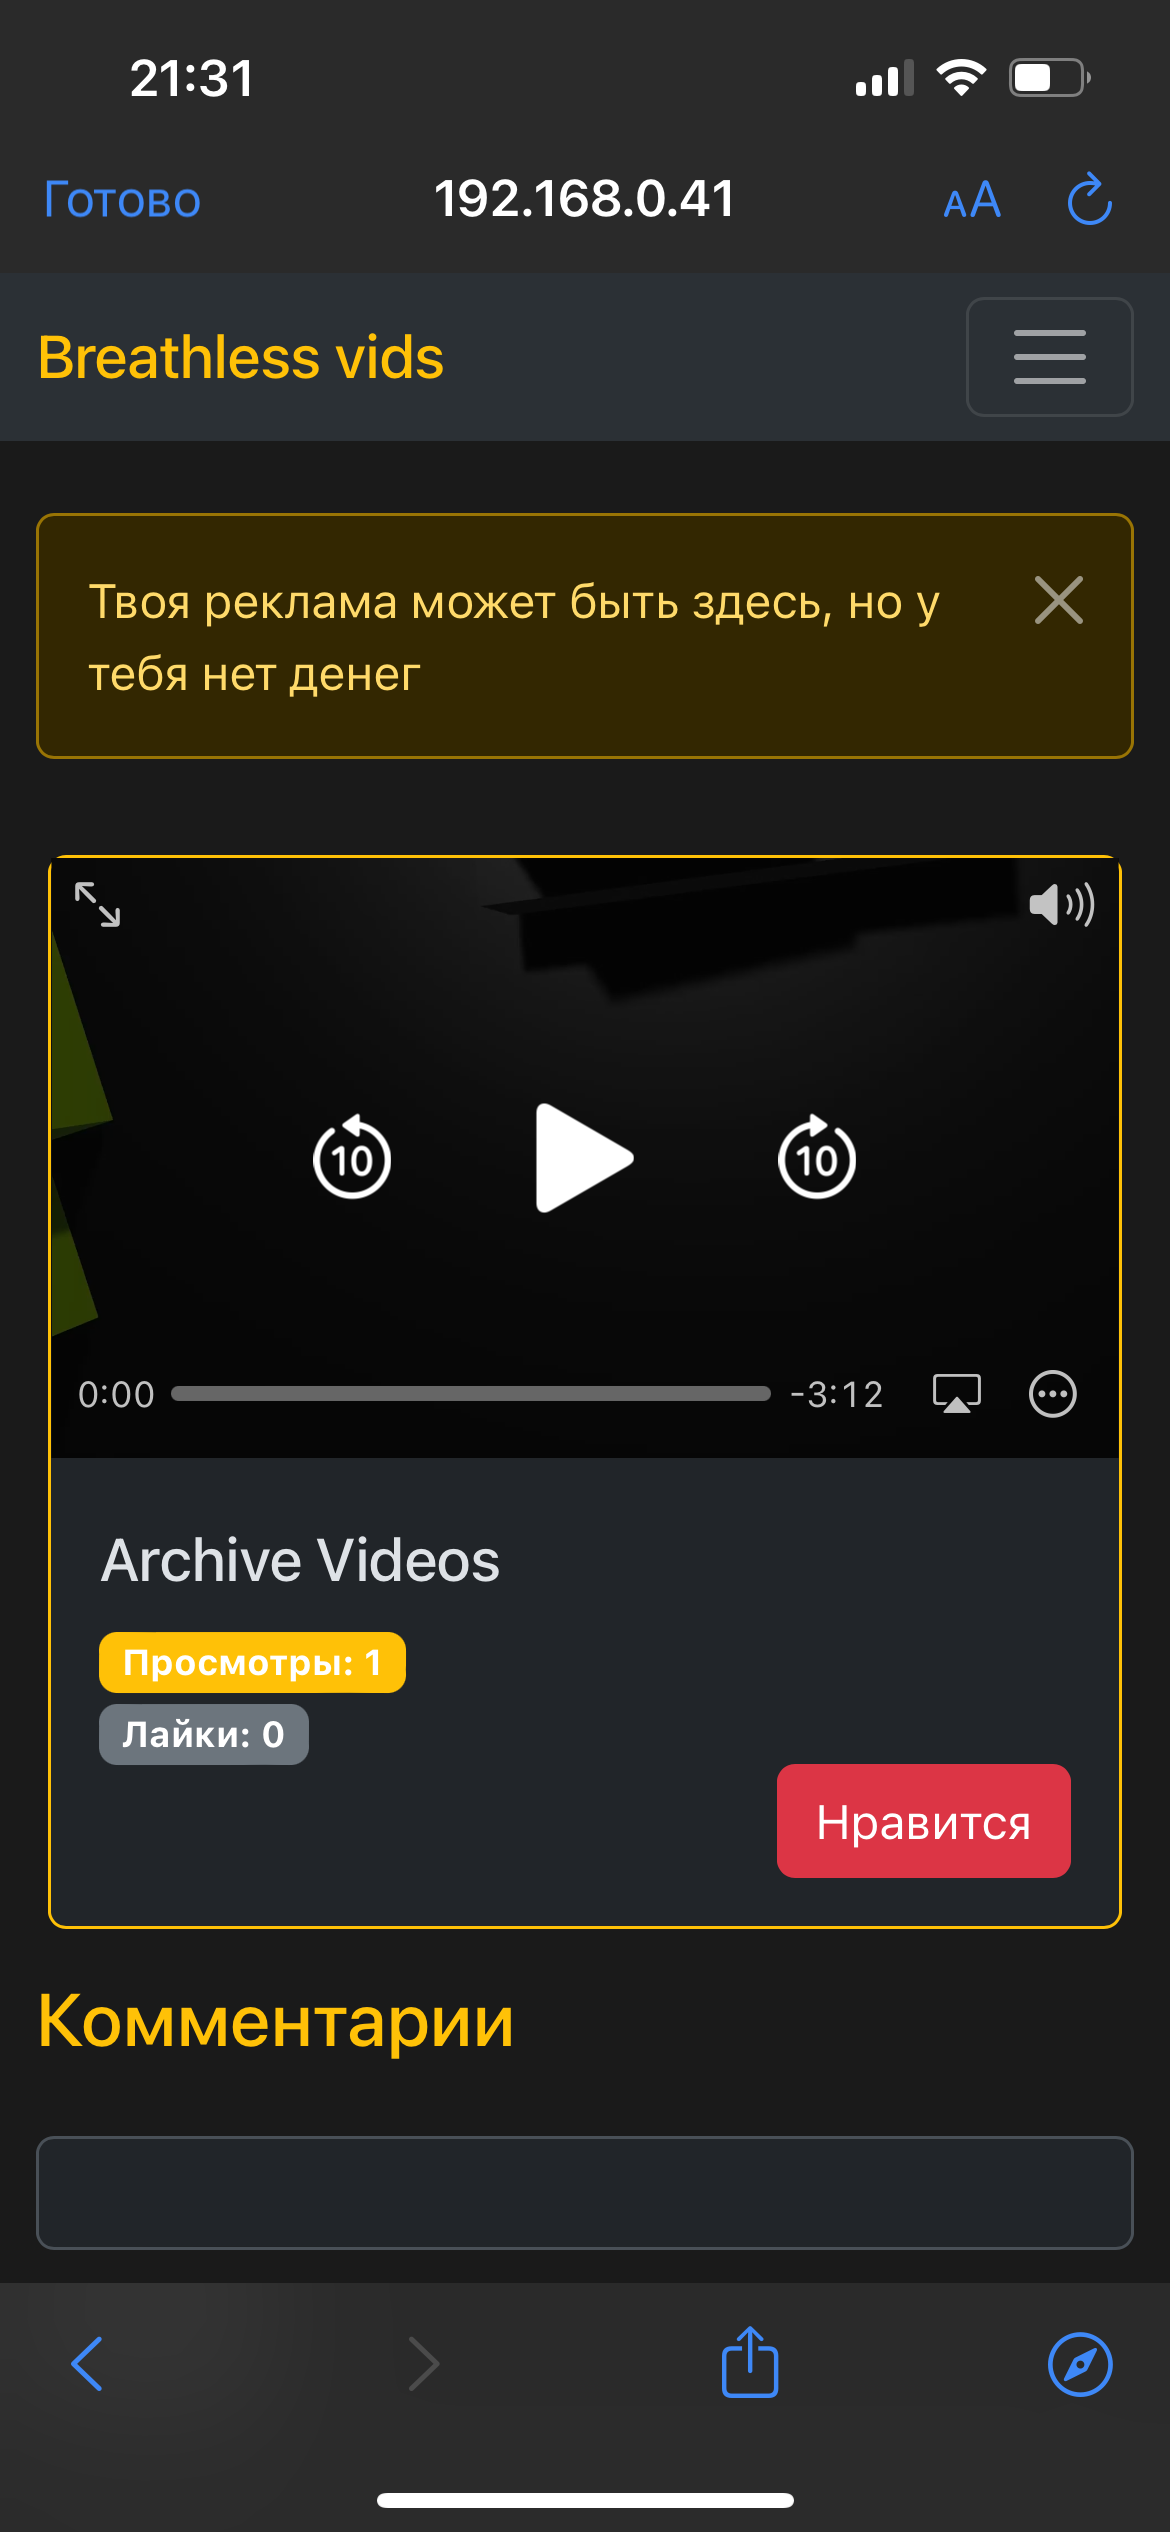 21:31
Готово
192.168.0.41
AA
Breathless vids
Твоя реклама может быть здесь, но у
тебя нет денег
10
10
0:00
-3:12
Archive Videos
Просмотры: 1
Лайки: 0
Нравится
Комментарии